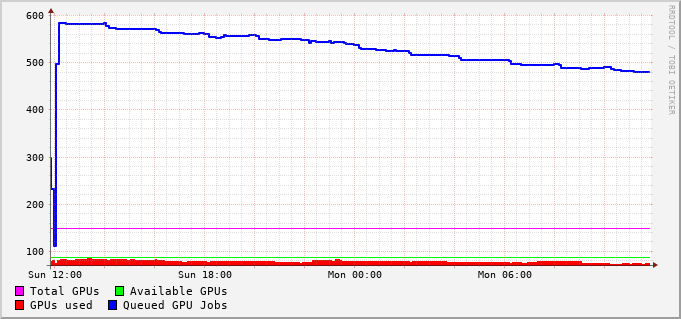 600
500
400
300
200
100
Sun 12:00 Sun 18:00 Mon 00:00 Mon 06:00
Total GPUs Available GPUs
GPUs used Queued GPU Jobs
RRDTOOL / TOBI OETIKER